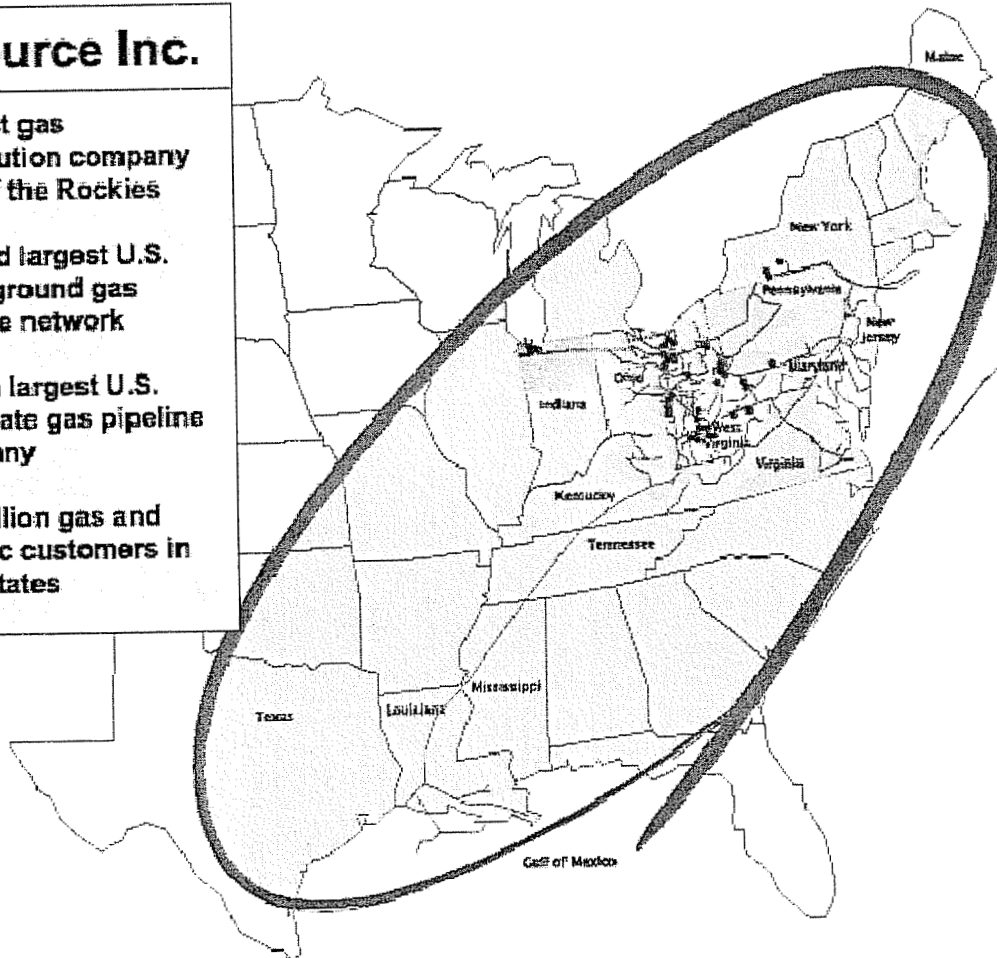 urce Inc.
t gas
ution company
f the Rockies
d largest U.S.
ground gas
e network
largest U.S.
ate gas pipeline
any
llion gas and
c customers in
tates
Maine
New York
Pennsylvania
New
Jersey
Maryland
Ohio
Indiana
West
Virginia
Virginia
Kentucky
Tennessee
Mississippi
Louisiana
Texas
Gulf of Mexico